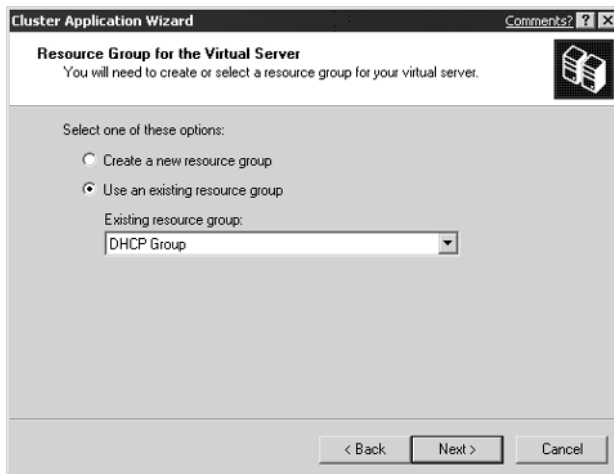 Cluster Application Wizard Comments? ? X
Resource Group for the Virtual Server
You will need to create or select a resource group for your virtual server.
Select one of these options:
Create a new resource group
Use an existing resource group
Existing resource group:
DHCP Group
< Back Next > Cancel